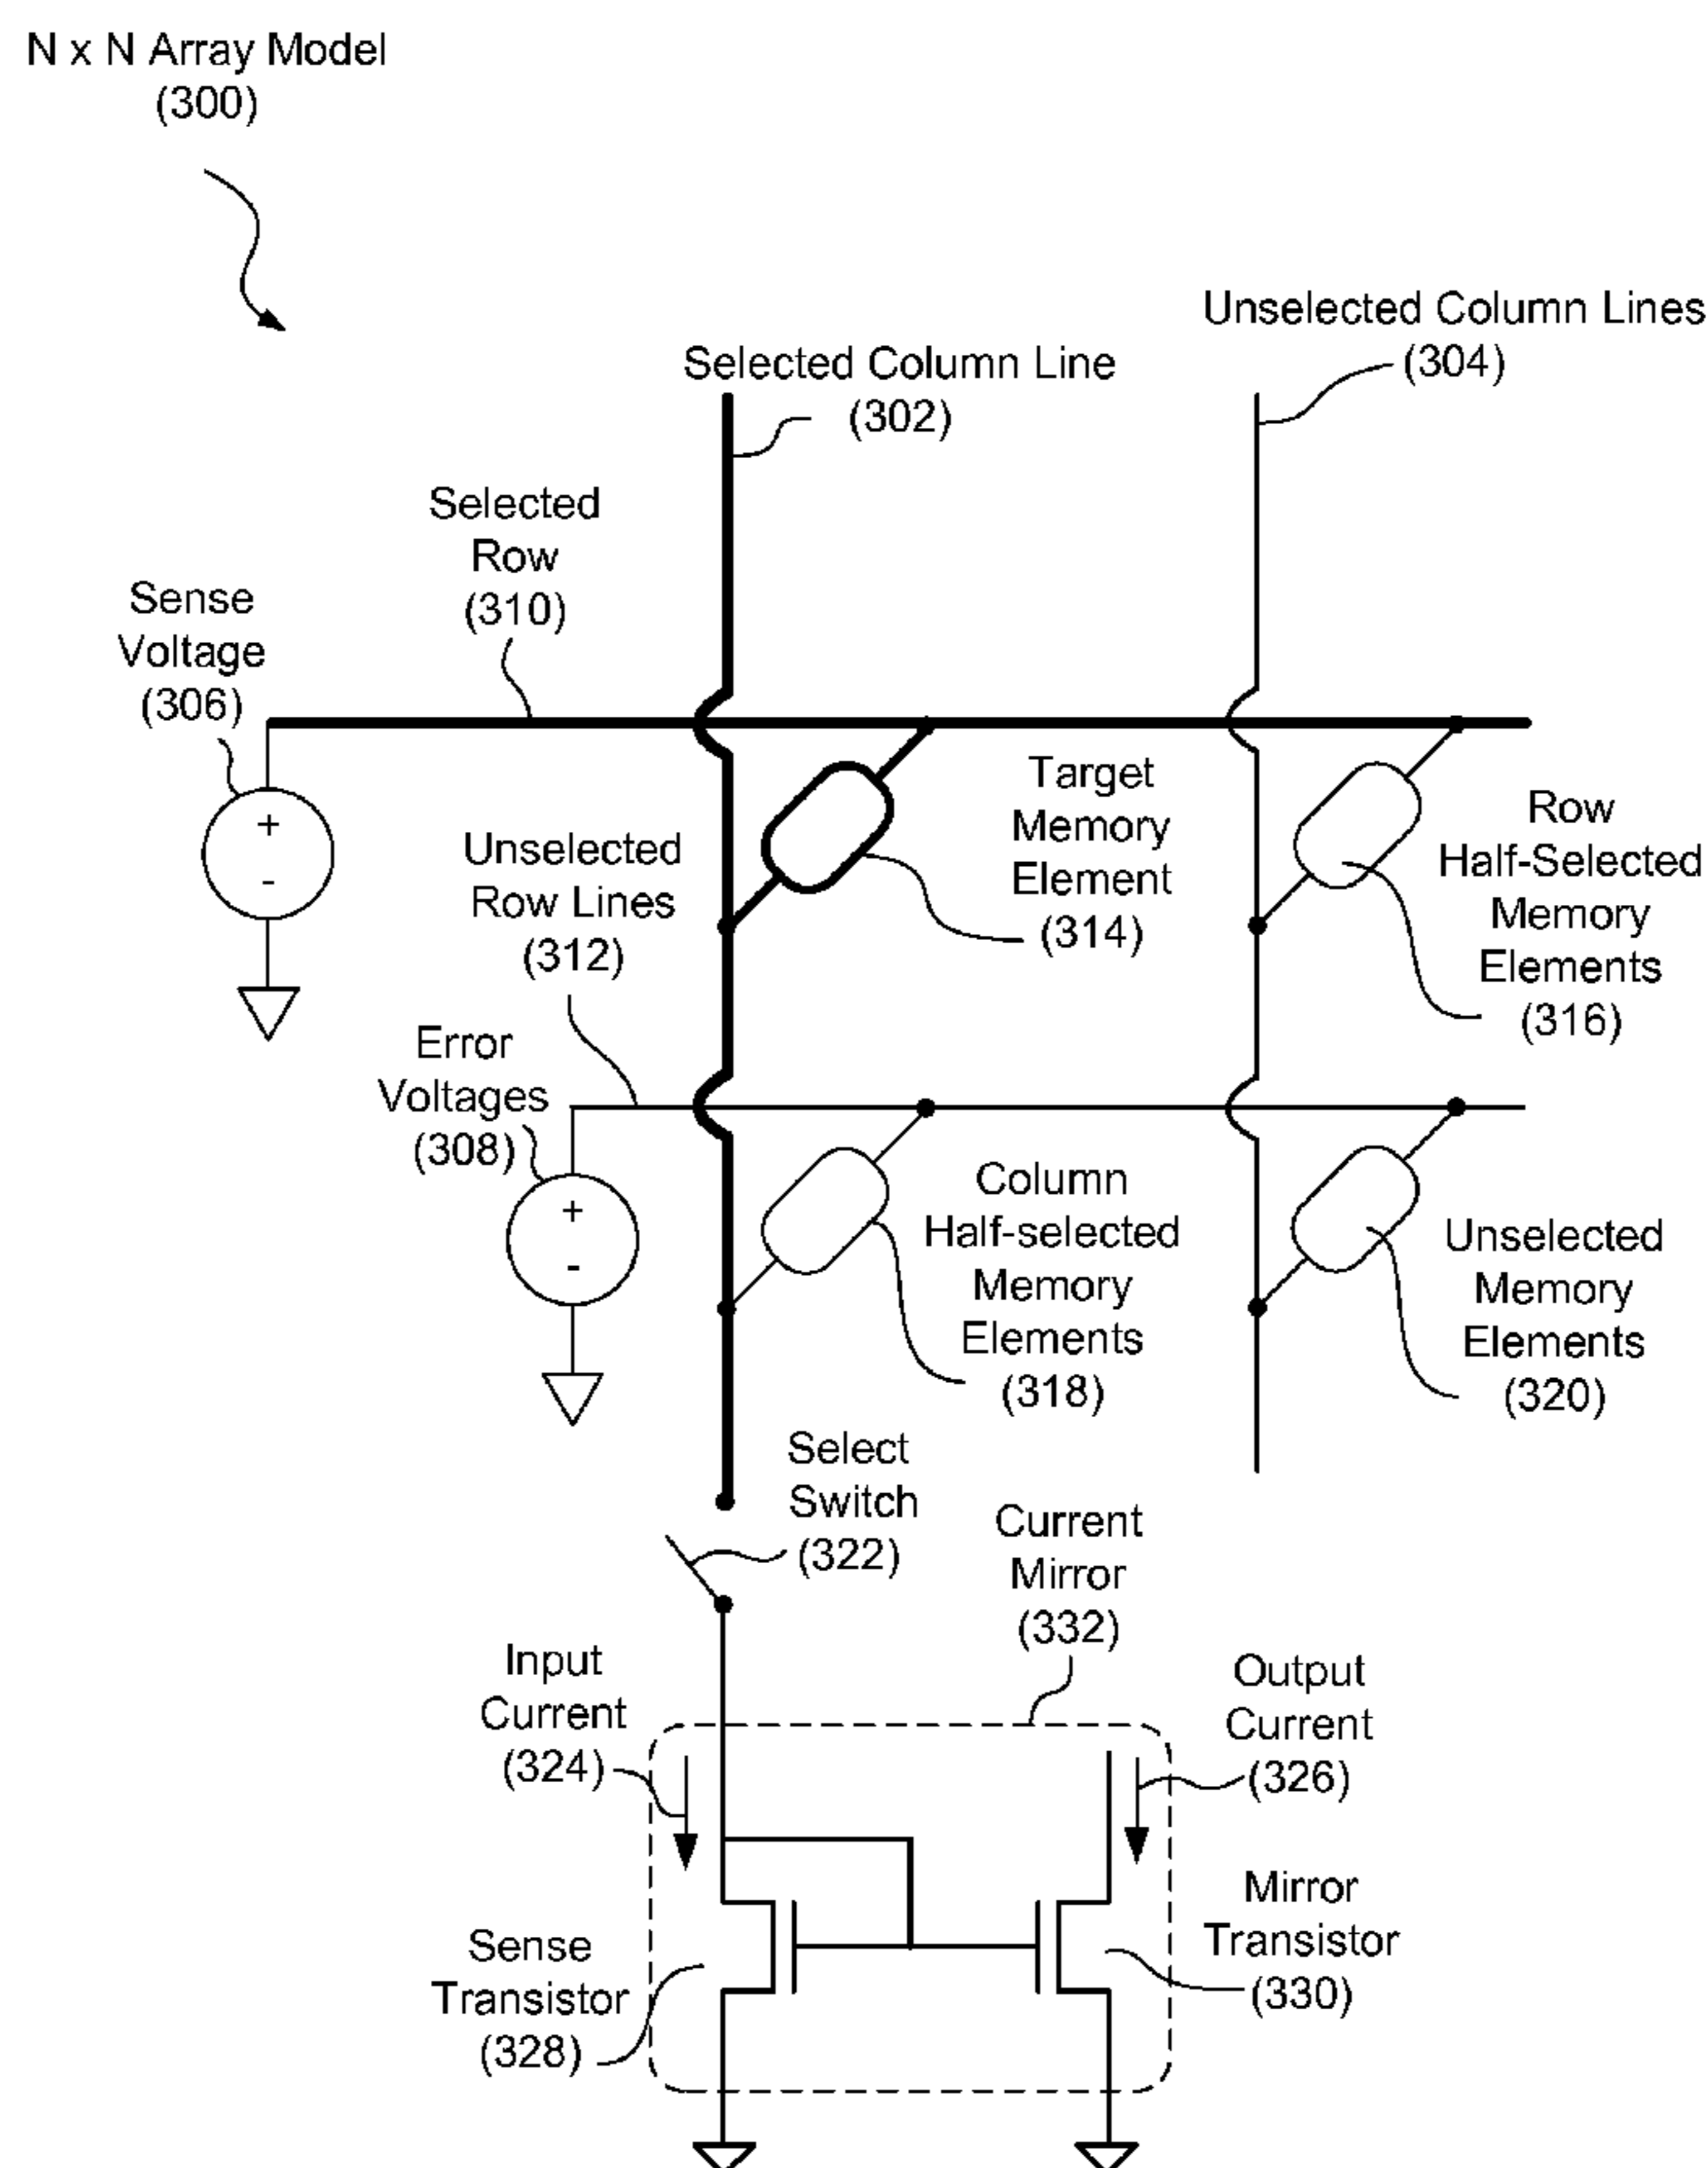 N x N Array Model
(300)
Unselected Column Lines
(304)
Selected Column Line
(302)
Selected
Row
(310)
Sense
Voltage
(306)
+
-
Target
Memory
Element
(314)
Row
Half-Selected
Memory
Elements
(316)
Unselected
Row Lines
(312)
Error
Voltages
(308)
+
-
Column
Half-selected
Memory
Elements
(318)
Unselected
Memory
Elements
(320)
Select
Switch
(322)
Current
Mirror
(332)
Input
Current
(324)
Output
Current
(326)
Sense
Transistor
(328)
Mirror
Transistor
(330)